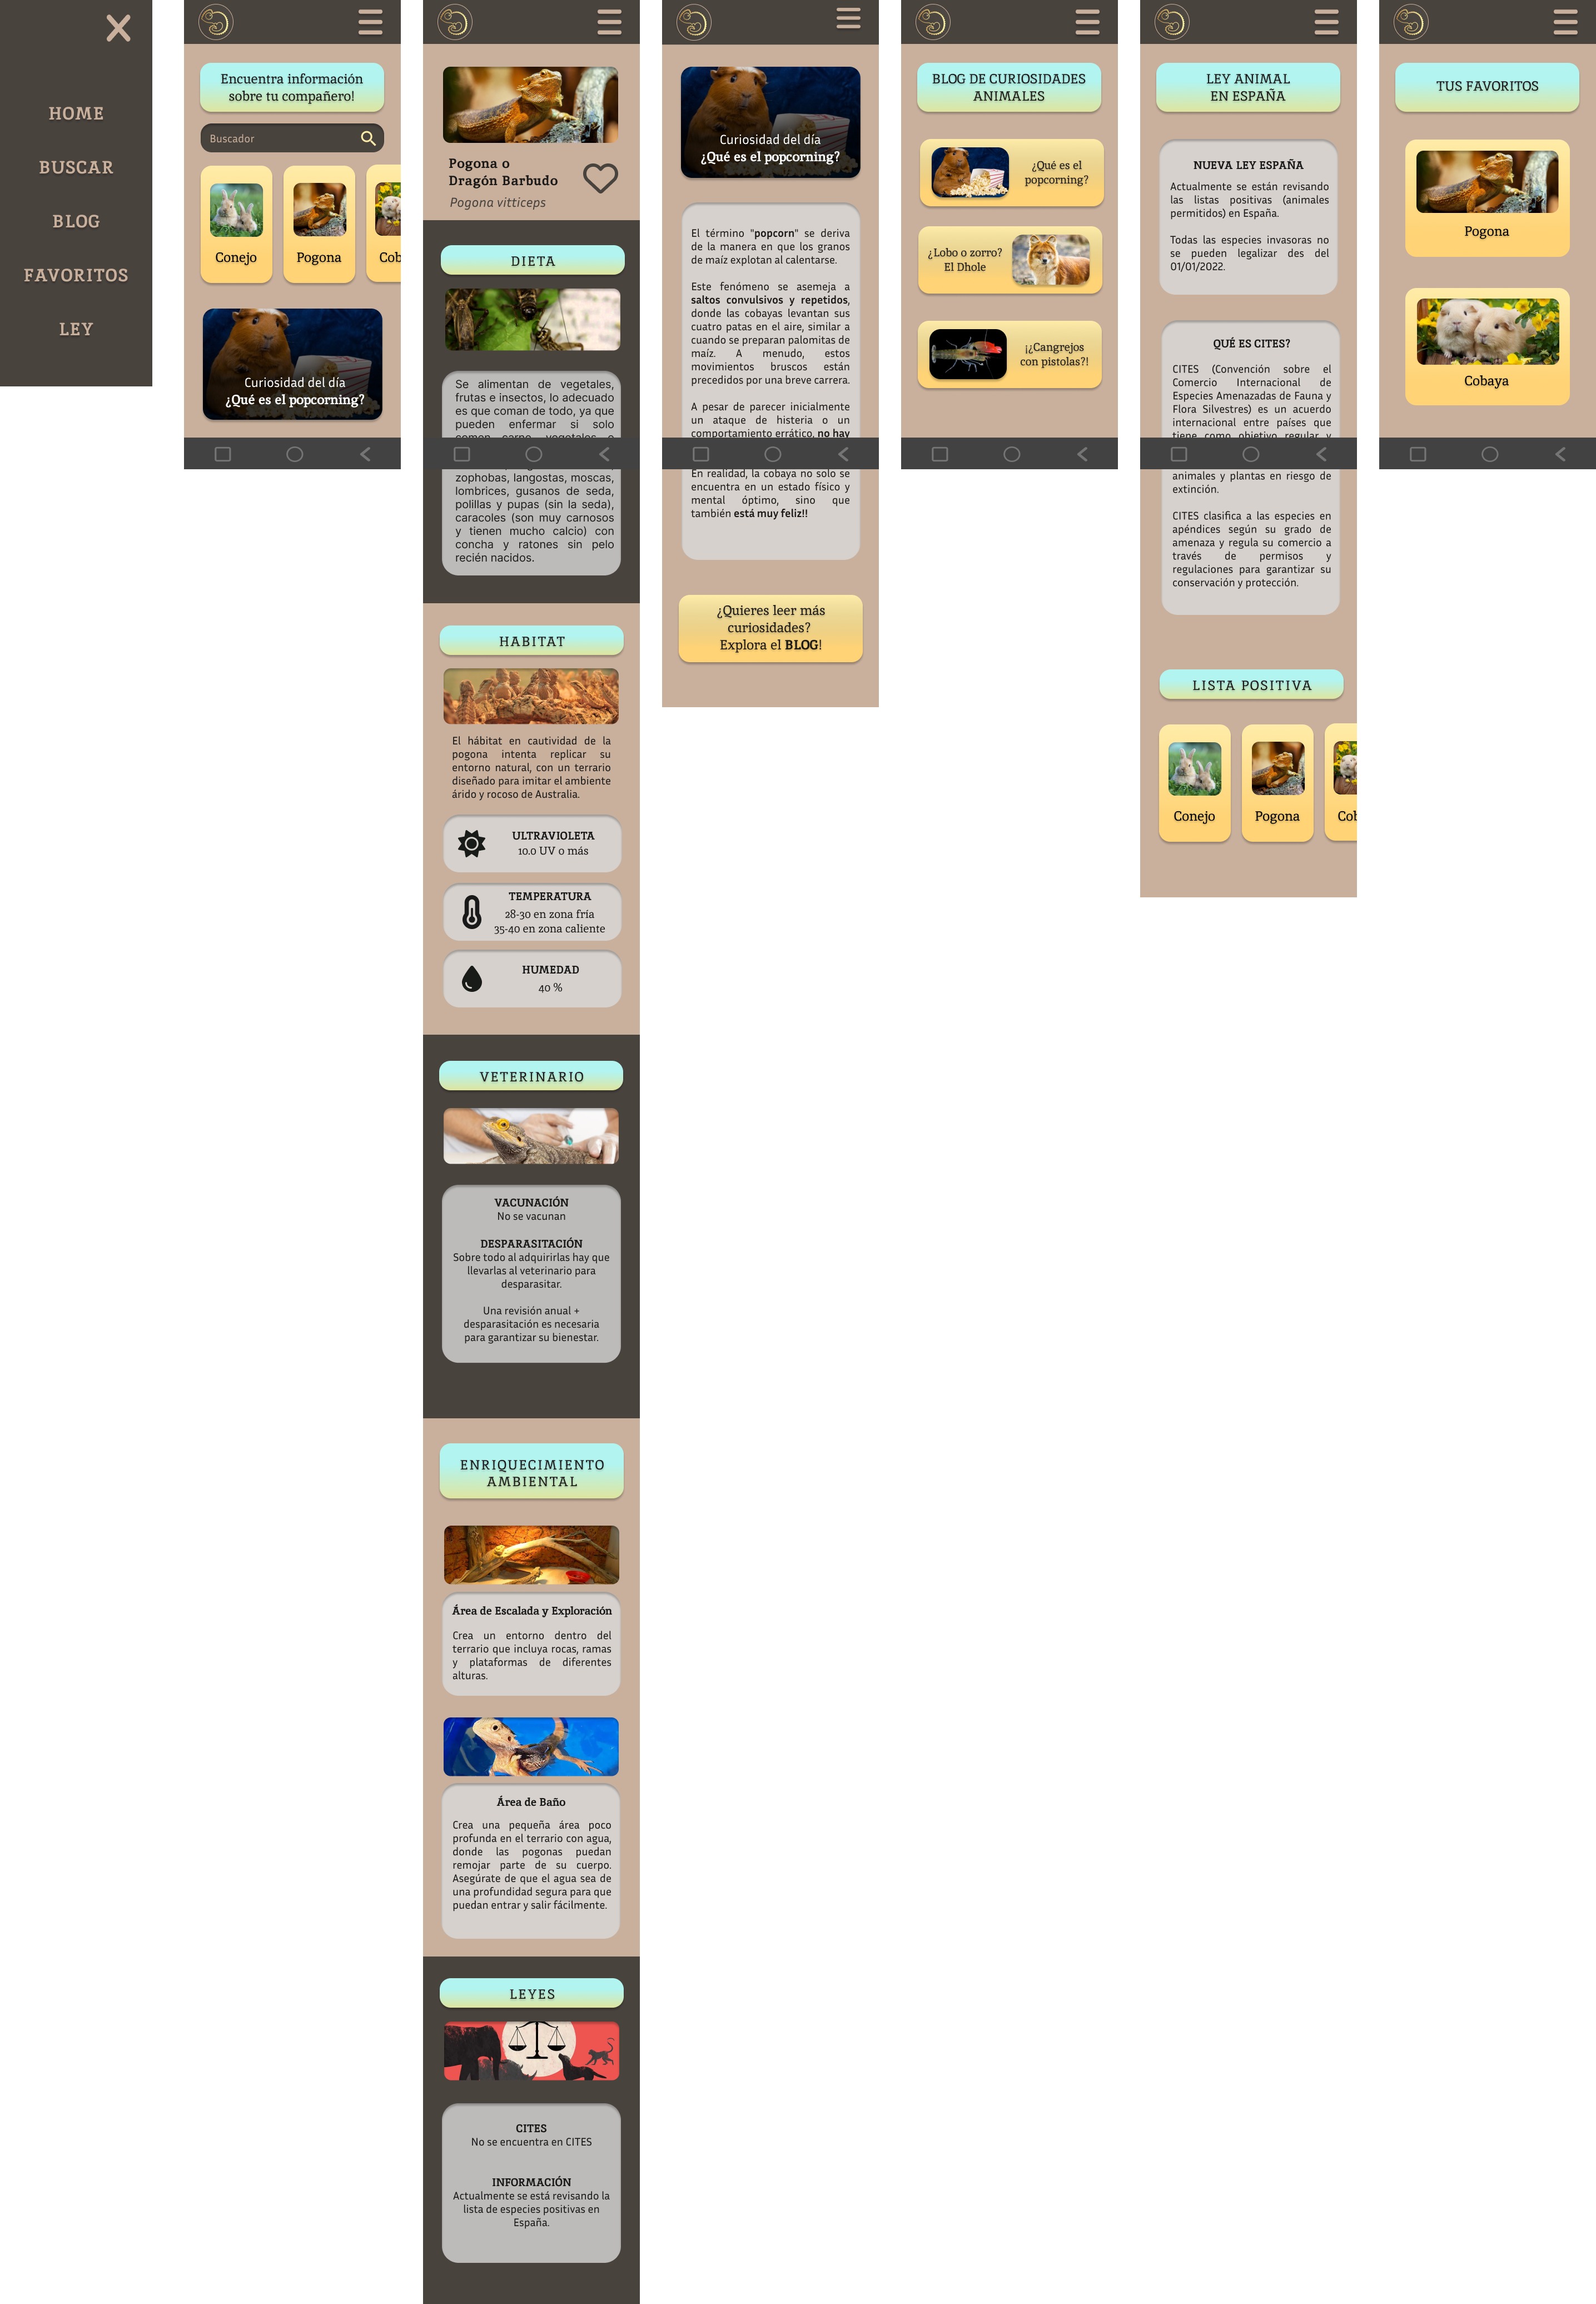 HOME
BUSCAR
BLOG
FAVORITOS
LEY
Encuentra información
sobre tu compañero!
Buscador
Conejo
Pogona
Cob
Curiosidad del día
¿Qué es el popcorning?
Pogona o
Dragón Barbudo
Pogona vitticeps
DIETA
Se alimentan de vegetales,
frutas e insectos, lo adecuado
es que coman de todo, ya que
pueden enfermar si solo
comen carne, vegetales o
zophobas, langostas, moscas,
lombrices, gusanos de seda,
polillas y pupas (sin la seda),
caracoles (son muy carnosos
y tienen mucho calcio) con
concha y ratones sin pelo
recién nacidos.
HABITAT
El hábitat en cautividad de la
pogona intenta replicar su
entorno natural, con un terrario
diseñado para imitar el ambiente
árido y rocoso de Australia.
ULTRAVIOLETA
10.0 UV o más
TEMPERATURA
28-30 en zona fría
35-40 en zona caliente
HUMEDAD
40 %
VETERINARIO
VACUNACIÓN
No se vacunan
DESPARASITACIÓN
Sobre todo al adquirirlas hay que
llevarlas al veterinario para
desparasitar.
Una revisión anual +
desparasitación es necesaria
para garantizar su bienestar.
ENRIQUECIMIENTO
AMBIENTAL
Área de Escalada y Exploración
Crea un entorno dentro del
terrario que incluya rocas, ramas
y plataformas de diferentes
alturas.
Área de Baño
Crea una pequeña área poco
profunda en el terrario con agua,
donde las pogonas puedan
remojar parte de su cuerpo.
Asegúrate de que el agua sea de
una profundidad segura para que
puedan entrar y salir fácilmente.
LEYES
CITES
No se encuentra en CITES
INFORMACIÓN
Actualmente se está revisando la
lista de especies positivas en
España.
Curiosidad del día
¿Qué es el popcorning?
El término "popcorn" se deriva
de la manera en que los granos
de maíz explotan al calentarse.
Este fenómeno se asemeja a
saltos convulsivos y repetidos,
donde las cobayas levantan sus
cuatro patas en el aire, similar a
cuando se preparan palomitas de
maíz. A menudo, estos
movimientos bruscos están
precedidos por una breve carrera.
A pesar de parecer inicialmente
un ataque de histeria o un
comportamiento errático, no hay
En realidad, la cobaya no solo se
encuentra en un estado físico y
mental óptimo, sino que
también está muy feliz!!
¿Quieres leer más
curiosidades?
Explora el BLOG!
BLOG DE CURIOSIDADES
ANIMALES
¿Qué es el
popcorning?
¿Lobo o zorro?
El Dhole
¡¿Cangrejos
con pistolas?!
LEY ANIMAL
EN ESPAÑA
NUEVA LEY ESPAÑA
Actualmente se están revisando
las listas positivas (animales
permitidos) en España.
Todas las especies invasoras no
se pueden legalizar des del
01/01/2022.
QUÉ ES CITES?
CITES (Convención sobre el
Comercio Internacional de
Especies Amenazadas de Fauna y
Flora Silvestres) es un acuerdo
internacional entre países que
tiene como objetivo regular y
animales y plantas en riesgo de
extinción.
CITES clasifica a las especies en
apéndices según su grado de
amenaza y regula su comercio a
través de permisos y
regulaciones para garantizar su
conservación y protección.
LISTA POSITIVA
Conejo
Pogona
Cob
TUS FAVORITOS
Pogona
Cobaya